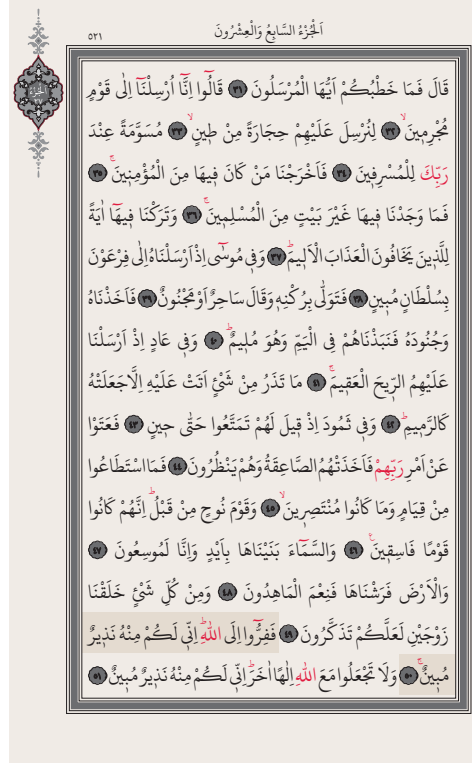 ٥٢١
اَلْجُزْءُ السَّابِعُ وَالْعِشْرُونَ
اَلْجُزْءُ
٢٧
قَالَ فَمَا خَطْبُكُمْ اَيُّهَا الْمُرْسَلُونَ ﴿٣١﴾ قَالُٓوا اِنَّٓا اُرْسِلْنَٓا اِلٰى قَوْمٍ
مُجْرِم۪ينَۙ ﴿٣٢﴾ لِنُرْسِلَ عَلَيْهِمْ حِجَارَةً مِنْ ط۪ينٍۙ ﴿٣٣﴾ مُسَوَّمَةً عِنْدَ
رَبِّكَ لِلْمُسْرِف۪ينَ ﴿٣٤﴾ فَاَخْرَجْنَا مَنْ كَانَ ف۪يهَا مِنَ الْمُؤْمِن۪ينَۚ ﴿٣٥﴾
فَمَا وَجَدْنَا ف۪يهَا غَيْرَ بَيْتٍ مِنَ الْمُسْلِم۪ينَۚ ﴿٣٦﴾ وَتَرَكْنَا ف۪يهَٓا اٰيَةً
لِلَّذ۪ينَ يَخَافُونَ الْعَذَابَ الْاَل۪يمَۜ ﴿٣٧﴾ وَف۪ي مُوسٰٓى اِذْ اَرْسَلْنَاهُ اِلٰى فِرْعَوْنَ
بِسُلْطَانٍ مُب۪ينٍ ﴿٣٨﴾ فَتَوَلّٰى بِرُكْنِه۪ وَقَالَ سَاحِرٌ اَوْ مَجْنُونٌ ﴿٣٩﴾ فَاَخَذْنَاهُ
وَجُنُودَهُ فَنَبَذْنَاهُمْ فِي الْيَمِّ وَهُوَ مُل۪يمٌۜ ﴿٤٠﴾ وَف۪ي عَادٍ اِذْ اَرْسَلْنَا
عَلَيْهِمُ الرّ۪يحَ الْعَق۪يمَۚ ﴿٤١﴾ مَا تَذَرُ مِنْ شَيْءٍ اَتَتْ عَلَيْهِ اِلَّا جَعَلَتْهُ
كَالرَّم۪يمِۜ ﴿٤٢﴾ وَف۪ي ثَمُودَ اِذْ ق۪يلَ لَهُمْ تَمَتَّعُوا حَتّٰى ح۪ينٍ ﴿٤٣﴾ فَعَتَوْا
عَنْ اَمْرِ رَبِّهِمْ فَاَخَذَتْهُمُ الصَّاعِقَةُ وَهُمْ يَنْظُرُونَ ﴿٤٤﴾ فَمَا اسْتَطَاعُوا
مِنْ قِيَامٍ وَمَا كَانُوا مُنْتَصِر۪ينَۙ ﴿٤٥﴾ وَقَوْمَ نُوحٍ مِنْ قَبْلُۜ اِنَّهُمْ كَانُوا
قَوْمًا فَاسِق۪ينَ۟ ﴿٤٦﴾ وَالسَّمَٓاءَ بَنَيْنَاهَا بِاَيْدٍ وَاِنَّا لَمُوسِعُونَ ﴿٤٧﴾
وَالْاَرْضَ فَرَشْنَاهَا فَنِعْمَ الْمَاهِدُونَ ﴿٤٨﴾ وَمِنْ كُلِّ شَيْءٍ خَلَقْنَا
زَوْجَيْنِ لَعَلَّكُمْ تَذَكَّرُونَ ﴿٤٩﴾ فَفِرُّٓوا اِلَى اللّٰهِۜ اِنّ۪ي لَكُمْ مِنْهُ نَذ۪يرٌ
مُب۪ينٌۚ ﴿٥٠﴾ وَلَا تَجْعَلُوا مَعَ اللّٰهِ اِلٰهًا اٰخَرَۜ اِنّ۪ي لَكُمْ مِنْهُ نَذ۪يرٌ مُب۪ينٌ ﴿٥١﴾